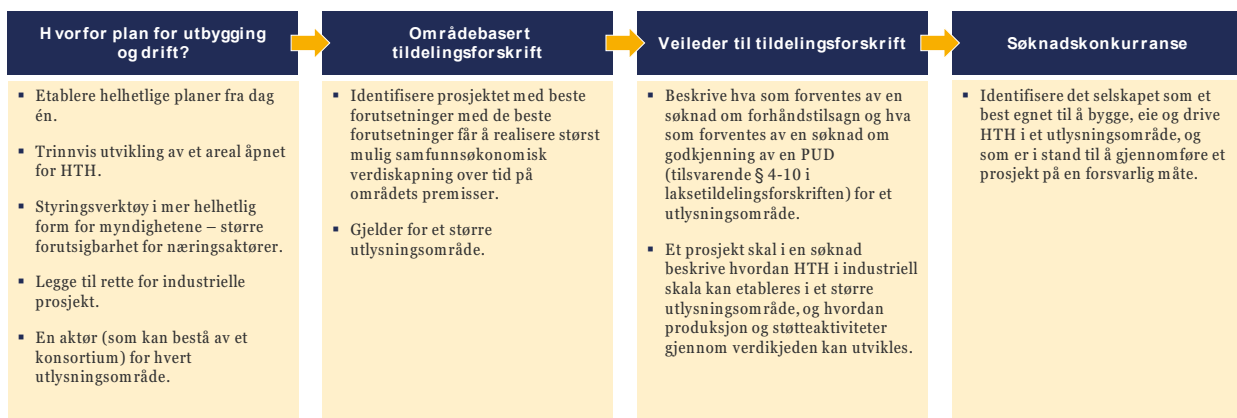 Hvorfor plan for utbygging
og drift?
▪ Etablere helhetlige planer fra dag
én.
▪ Trinnvis utvikling av et areal åpnet
for HTH.
▪ Styringsverktøy i mer helhetlig
form for myndighetene – større
forutsigbarhet for næringsaktører.
▪ Legge til rette for industrielle
prosjekt.
▪ En aktør (som kan bestå av et
konsortium) for hvert
utlysningsområde.
Områdebasert
tildelingsforskrift
▪ Identifisere prosjektet med beste
forutsetninger med de beste
forutsetninger får å realisere størst
mulig samfunnsøkonomisk
verdiskapning over tid på
områdets premisser.
▪ Gjelder for et større
utlysningsområde.
Veileder til tildelingsforskrift
▪ Beskrive hva som forventes av en
søknad om forhåndstilsagn og hva
som forventes av en søknad om
godkjenning av en PUD
(tilsvarende § 4-10 i
laksetildelingsforskriften) for et
utlysningsområde.
▪ Et prosjekt skal i en søknad
beskrive hvordan HTH i industriell
skala kan etableres i et større
utlysningsområde, og hvordan
produksjon og støtteaktiviteter
gjennom verdikjeden kan utvikles.
Søknadskonkurranse
▪ Identifisere det selskapet som et
best egnet til å bygge, eie og drive
HTH i et utlysningsområde, og
som er i stand til å gjennomføre et
prosjekt på en forsvarlig måte.